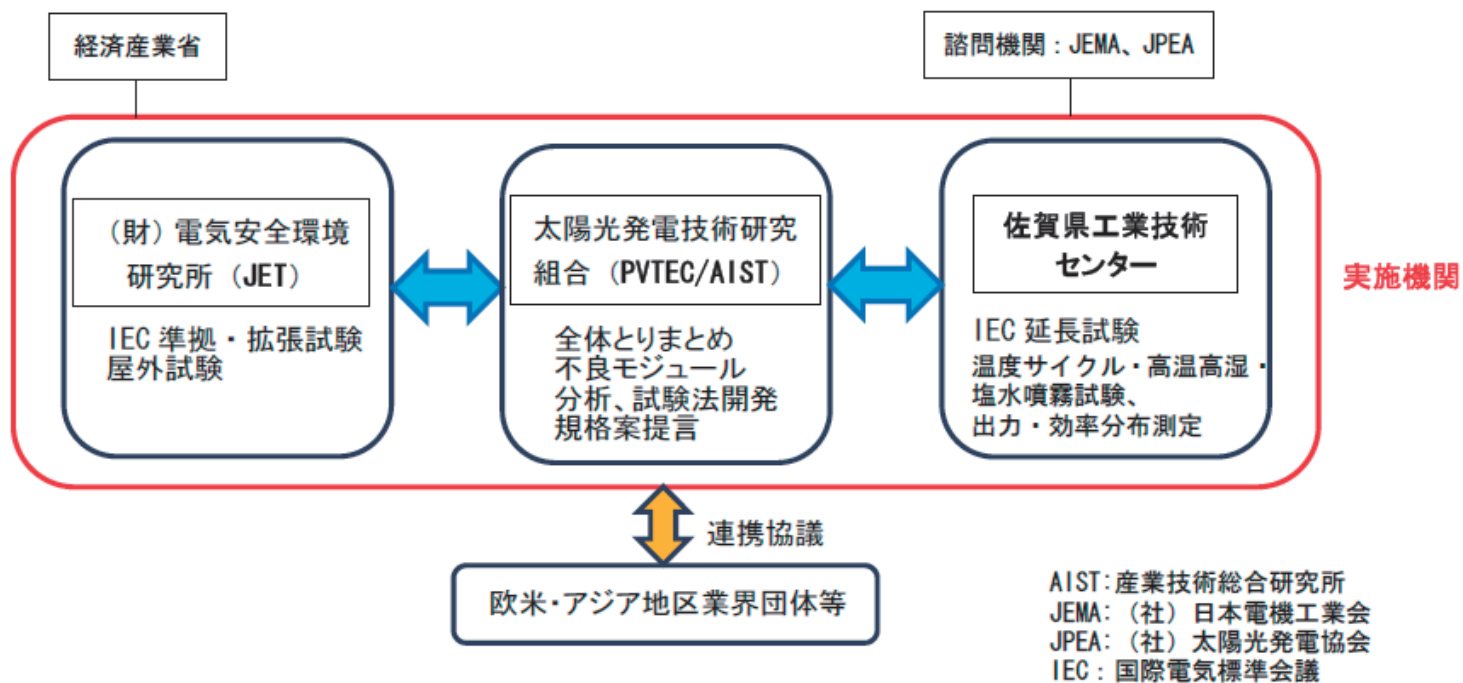 経済産業省
諮問機関：JEMA、JPEA
（財）電気安全環境
研究所（JET）
IEC 準拠・拡張試験
屋外試験
太陽光発電技術研究
組合（PVTEC/AIST）
全体とりまとめ
不良モジュール
分析、試験法開発
規格案提言
佐賀県工業技術
センター
IEC 延長試験
温度サイクル・高温高湿・
塩水噴霧試験、
出力・効率分布測定
実施機関
連携協議
欧米・アジア地区業界団体等
AIST：産業技術総合研究所
JEMA：（社）日本電機工業会
JPEA：（社）太陽光発電協会
IEC：国際電気標準会議